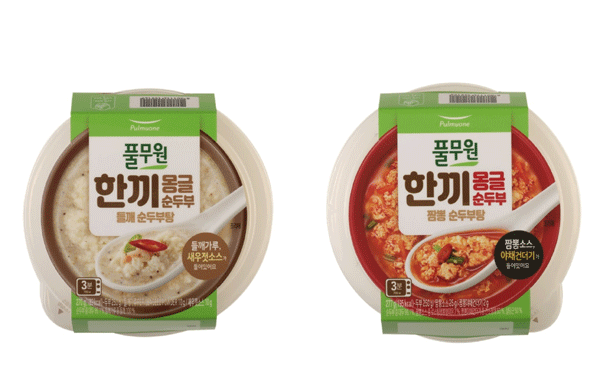 Pulmuone
풀무원
한끼 몽글
순두부
들깨 순두부탕
들깨가루,
새우젓소스가
들어있어요
3분
Pulmuone
풀무원
한끼 몽글
순두부
짬뽕 순두부탕
짬뽕소스,
야채건더기가
들어있어요
3분